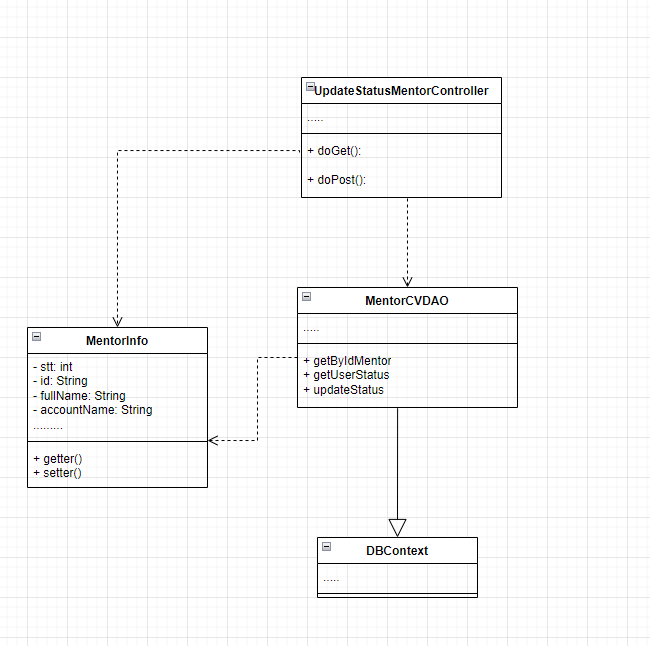 UpdateStatusMentorController
.....
+ doGet():
+ doPost():
MentorCVDAO
.....
+ getByIdMentor
+ getUserStatus
+ updateStatus
MentorInfo
- stt: int
- id: String
- fullName: String
- accountName: String
.........
+ getter()
+ setter()
DBContext
.....